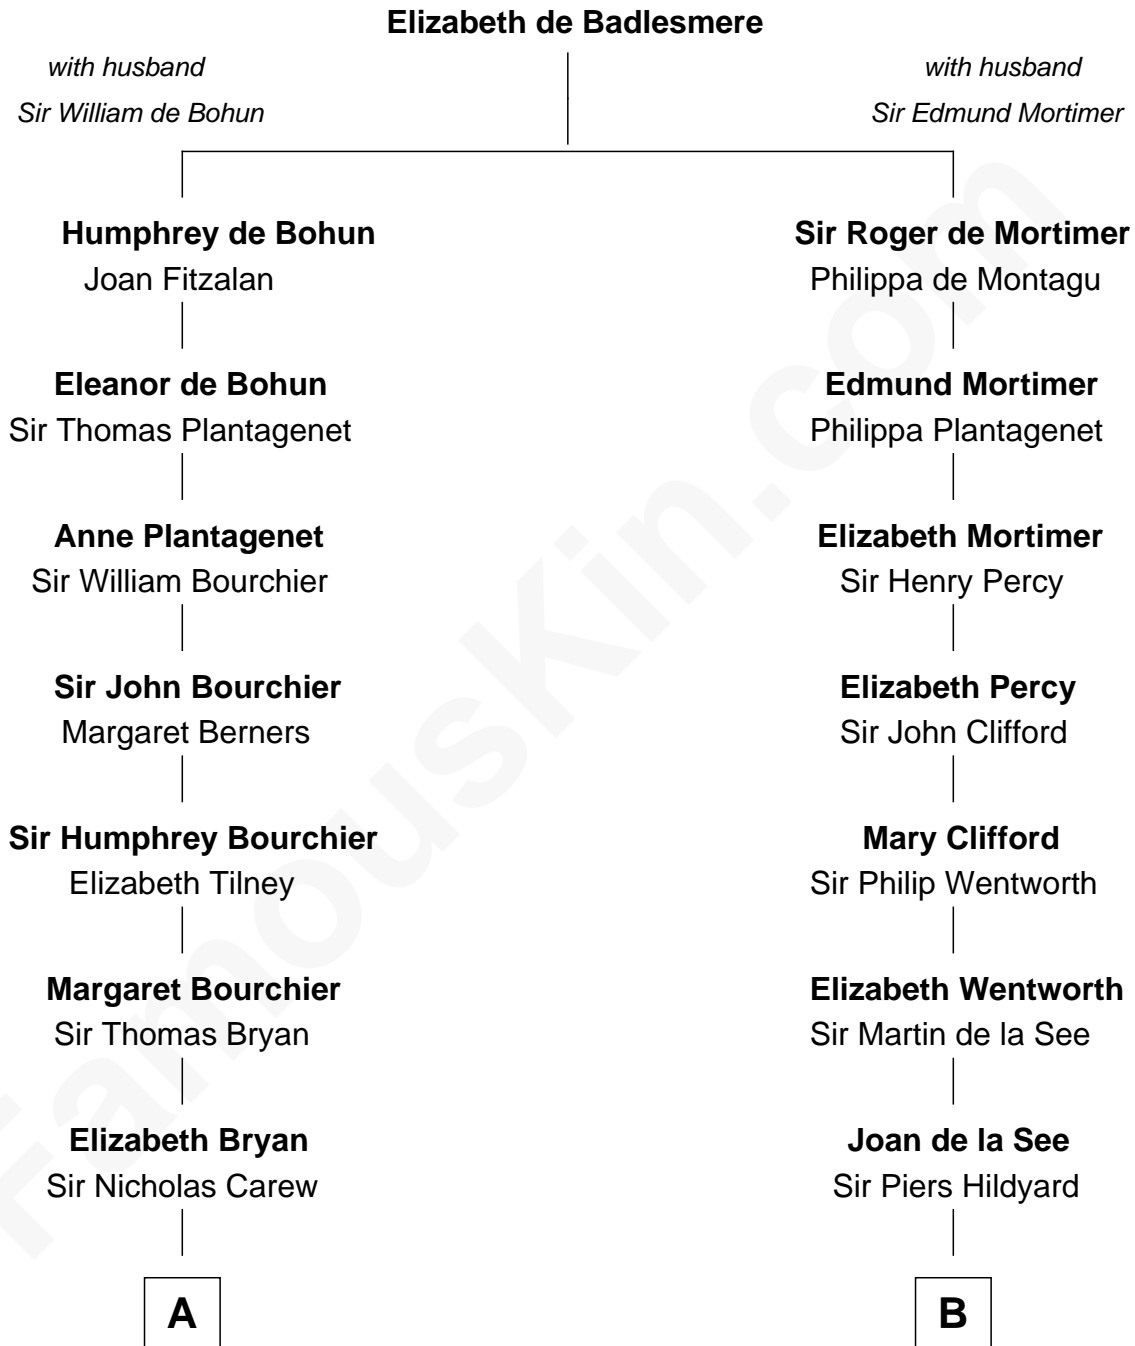 Elizabeth de Badlesmere
with husband
Sir William de Bohun
with husband
Sir Edmund Mortimer
Humphrey de Bohun
Joan Fitzalan
Eleanor de Bohun
Sir Thomas Plantagenet
Anne Plantagenet
Sir William Bourchier
Sir John Bourchier
Margaret Berners
Sir Humphrey Bourchier
Elizabeth Tilney
Margaret Bourchier
Sir Thomas Bryan
Elizabeth Bryan
Sir Nicholas Carew
A
Sir Roger de Mortimer
Philippa de Montagu
Edmund Mortimer
Philippa Plantagenet
Elizabeth Mortimer
Sir Henry Percy
Elizabeth Percy
Sir John Clifford
Mary Clifford
Sir Philip Wentworth
Elizabeth Wentworth
Sir Martin de la See
Joan de la See
Sir Piers Hildyard
B
FamousKin.com